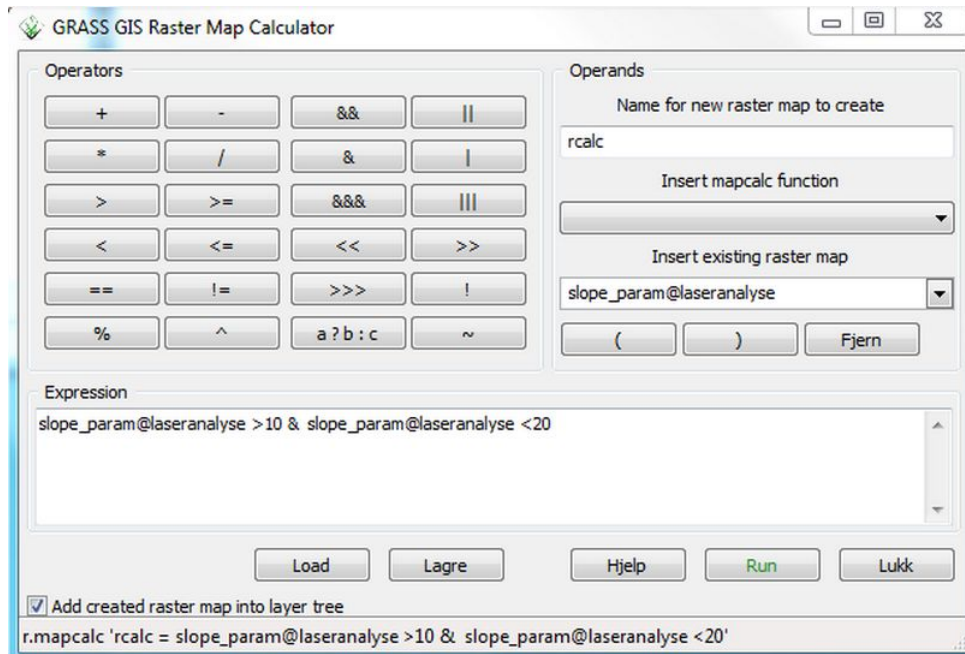 GRASS GIS Raster Map Calculator
Operators
+ - && ||
* / & |
> >= &&& |||
< <= << >>
== != >>> !
% ^ a?b:c ~
Operands
Name for new raster map to create
rcalc
Insert mapcalc function
Insert existing raster map
slope_param@laseranalyse
( ) Fjern
Expression
slope_param@laseranalyse >10 & slope_param@laseranalyse <20
Load Lagre Hjelp Run Lukk
Add created raster map into layer tree
r.mapcalc 'rcalc = slope_param@laseranalyse >10 & slope_param@laseranalyse <20'